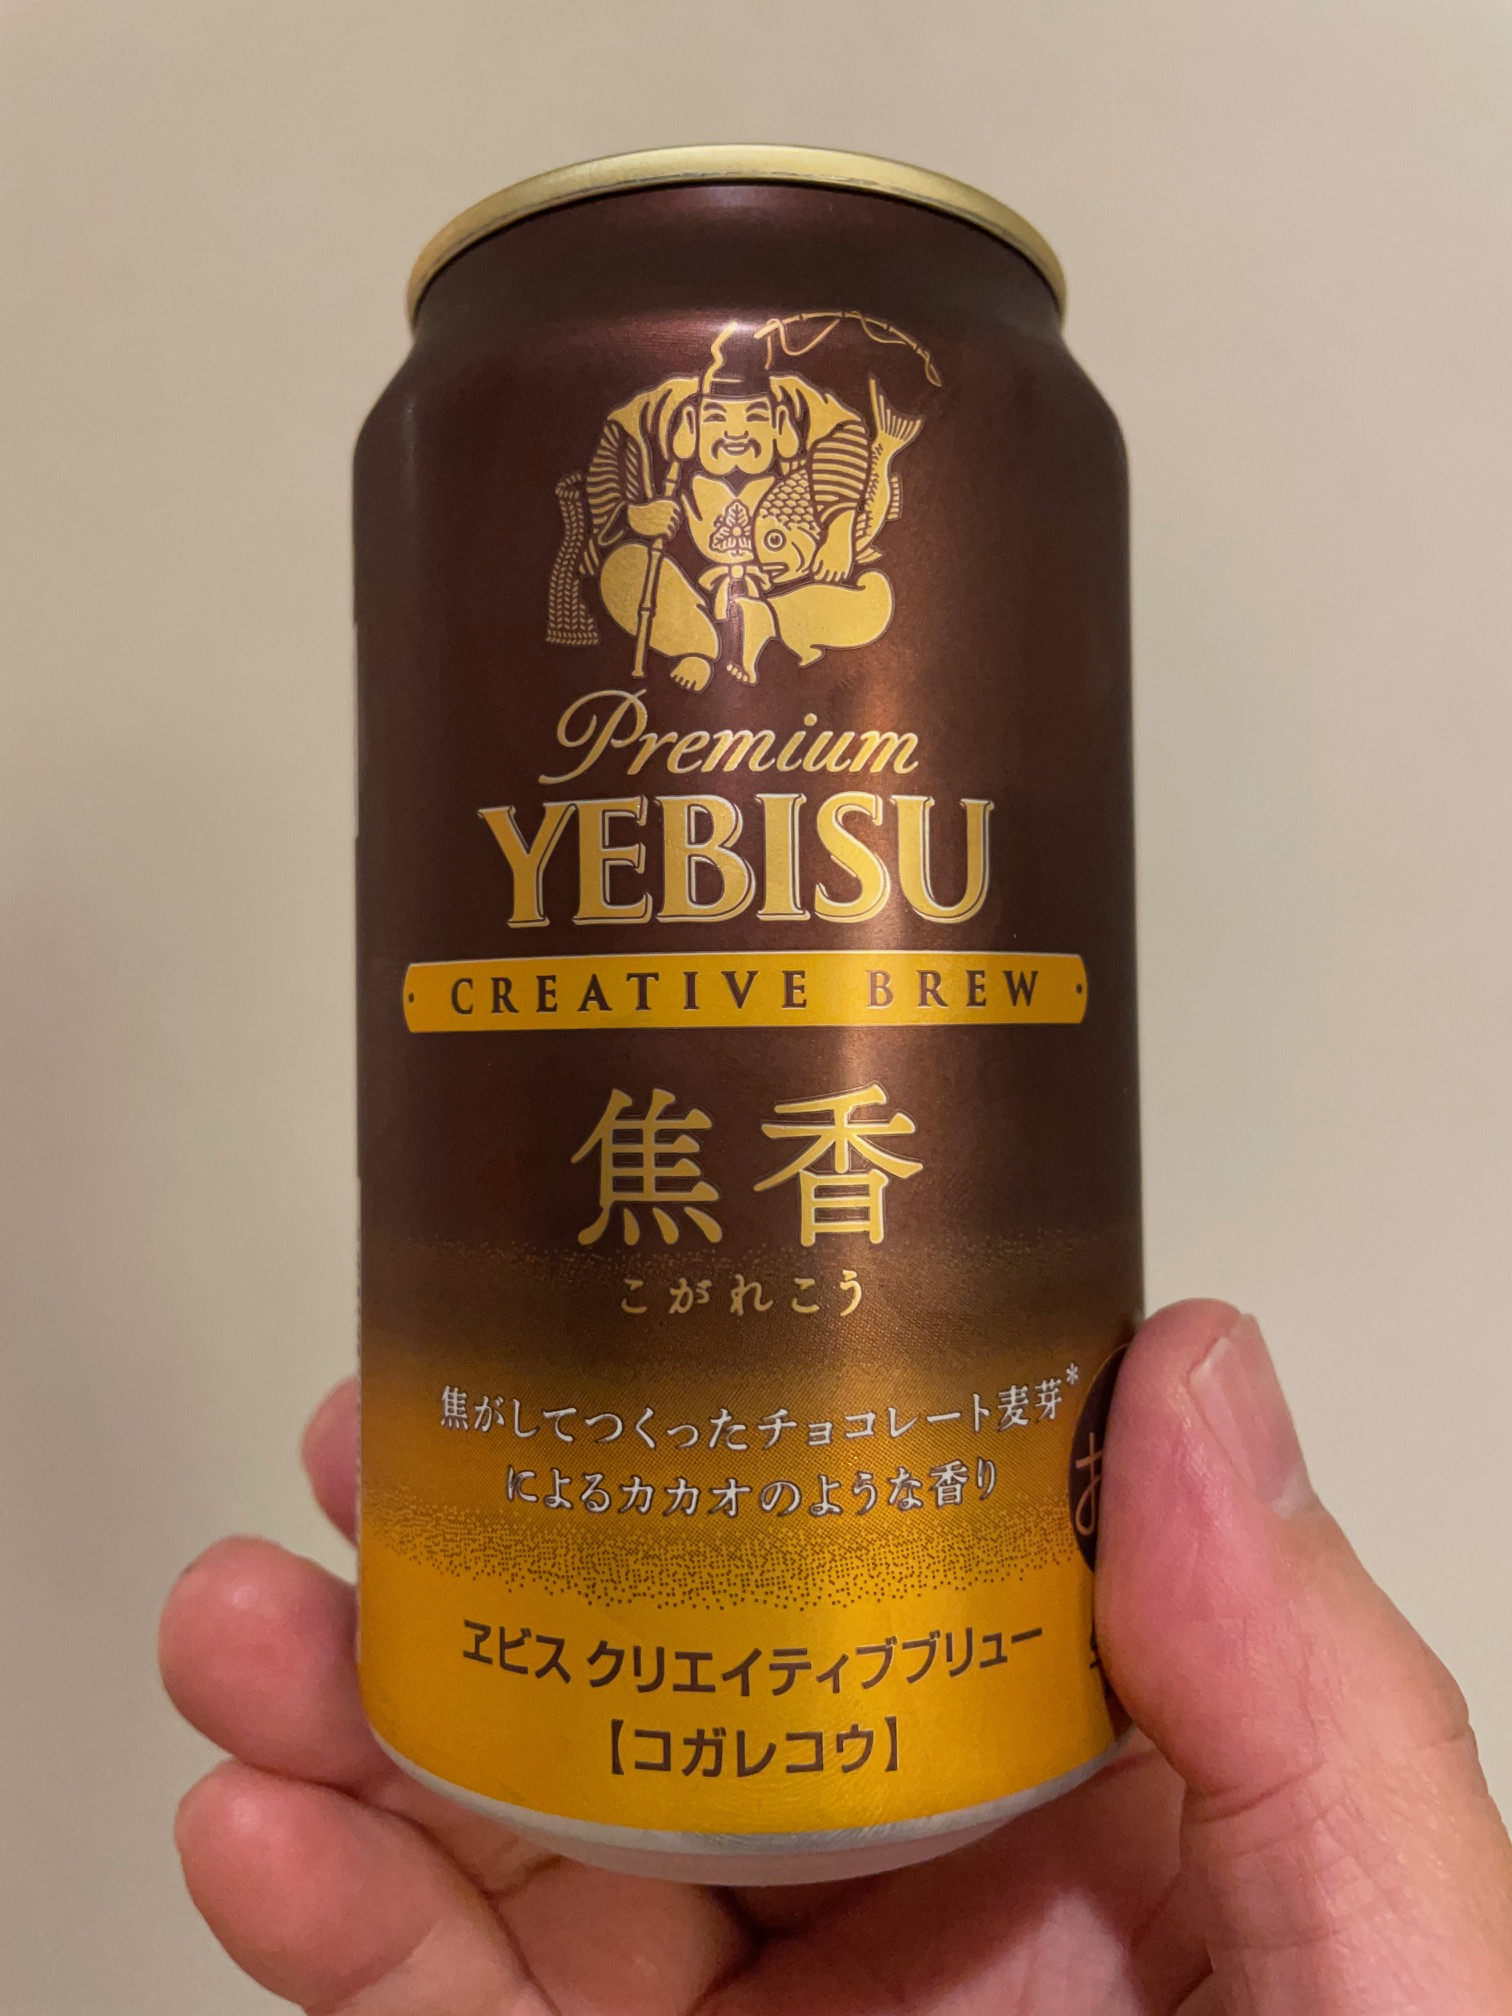 Premium
YEBISU
CREATIVE BREW
焦香
こがれこう
焦がしてつくったチョコレート麦芽*
によるカカオのような香り
ヱビス クリエイティブブリュー
【コガレコウ】
お